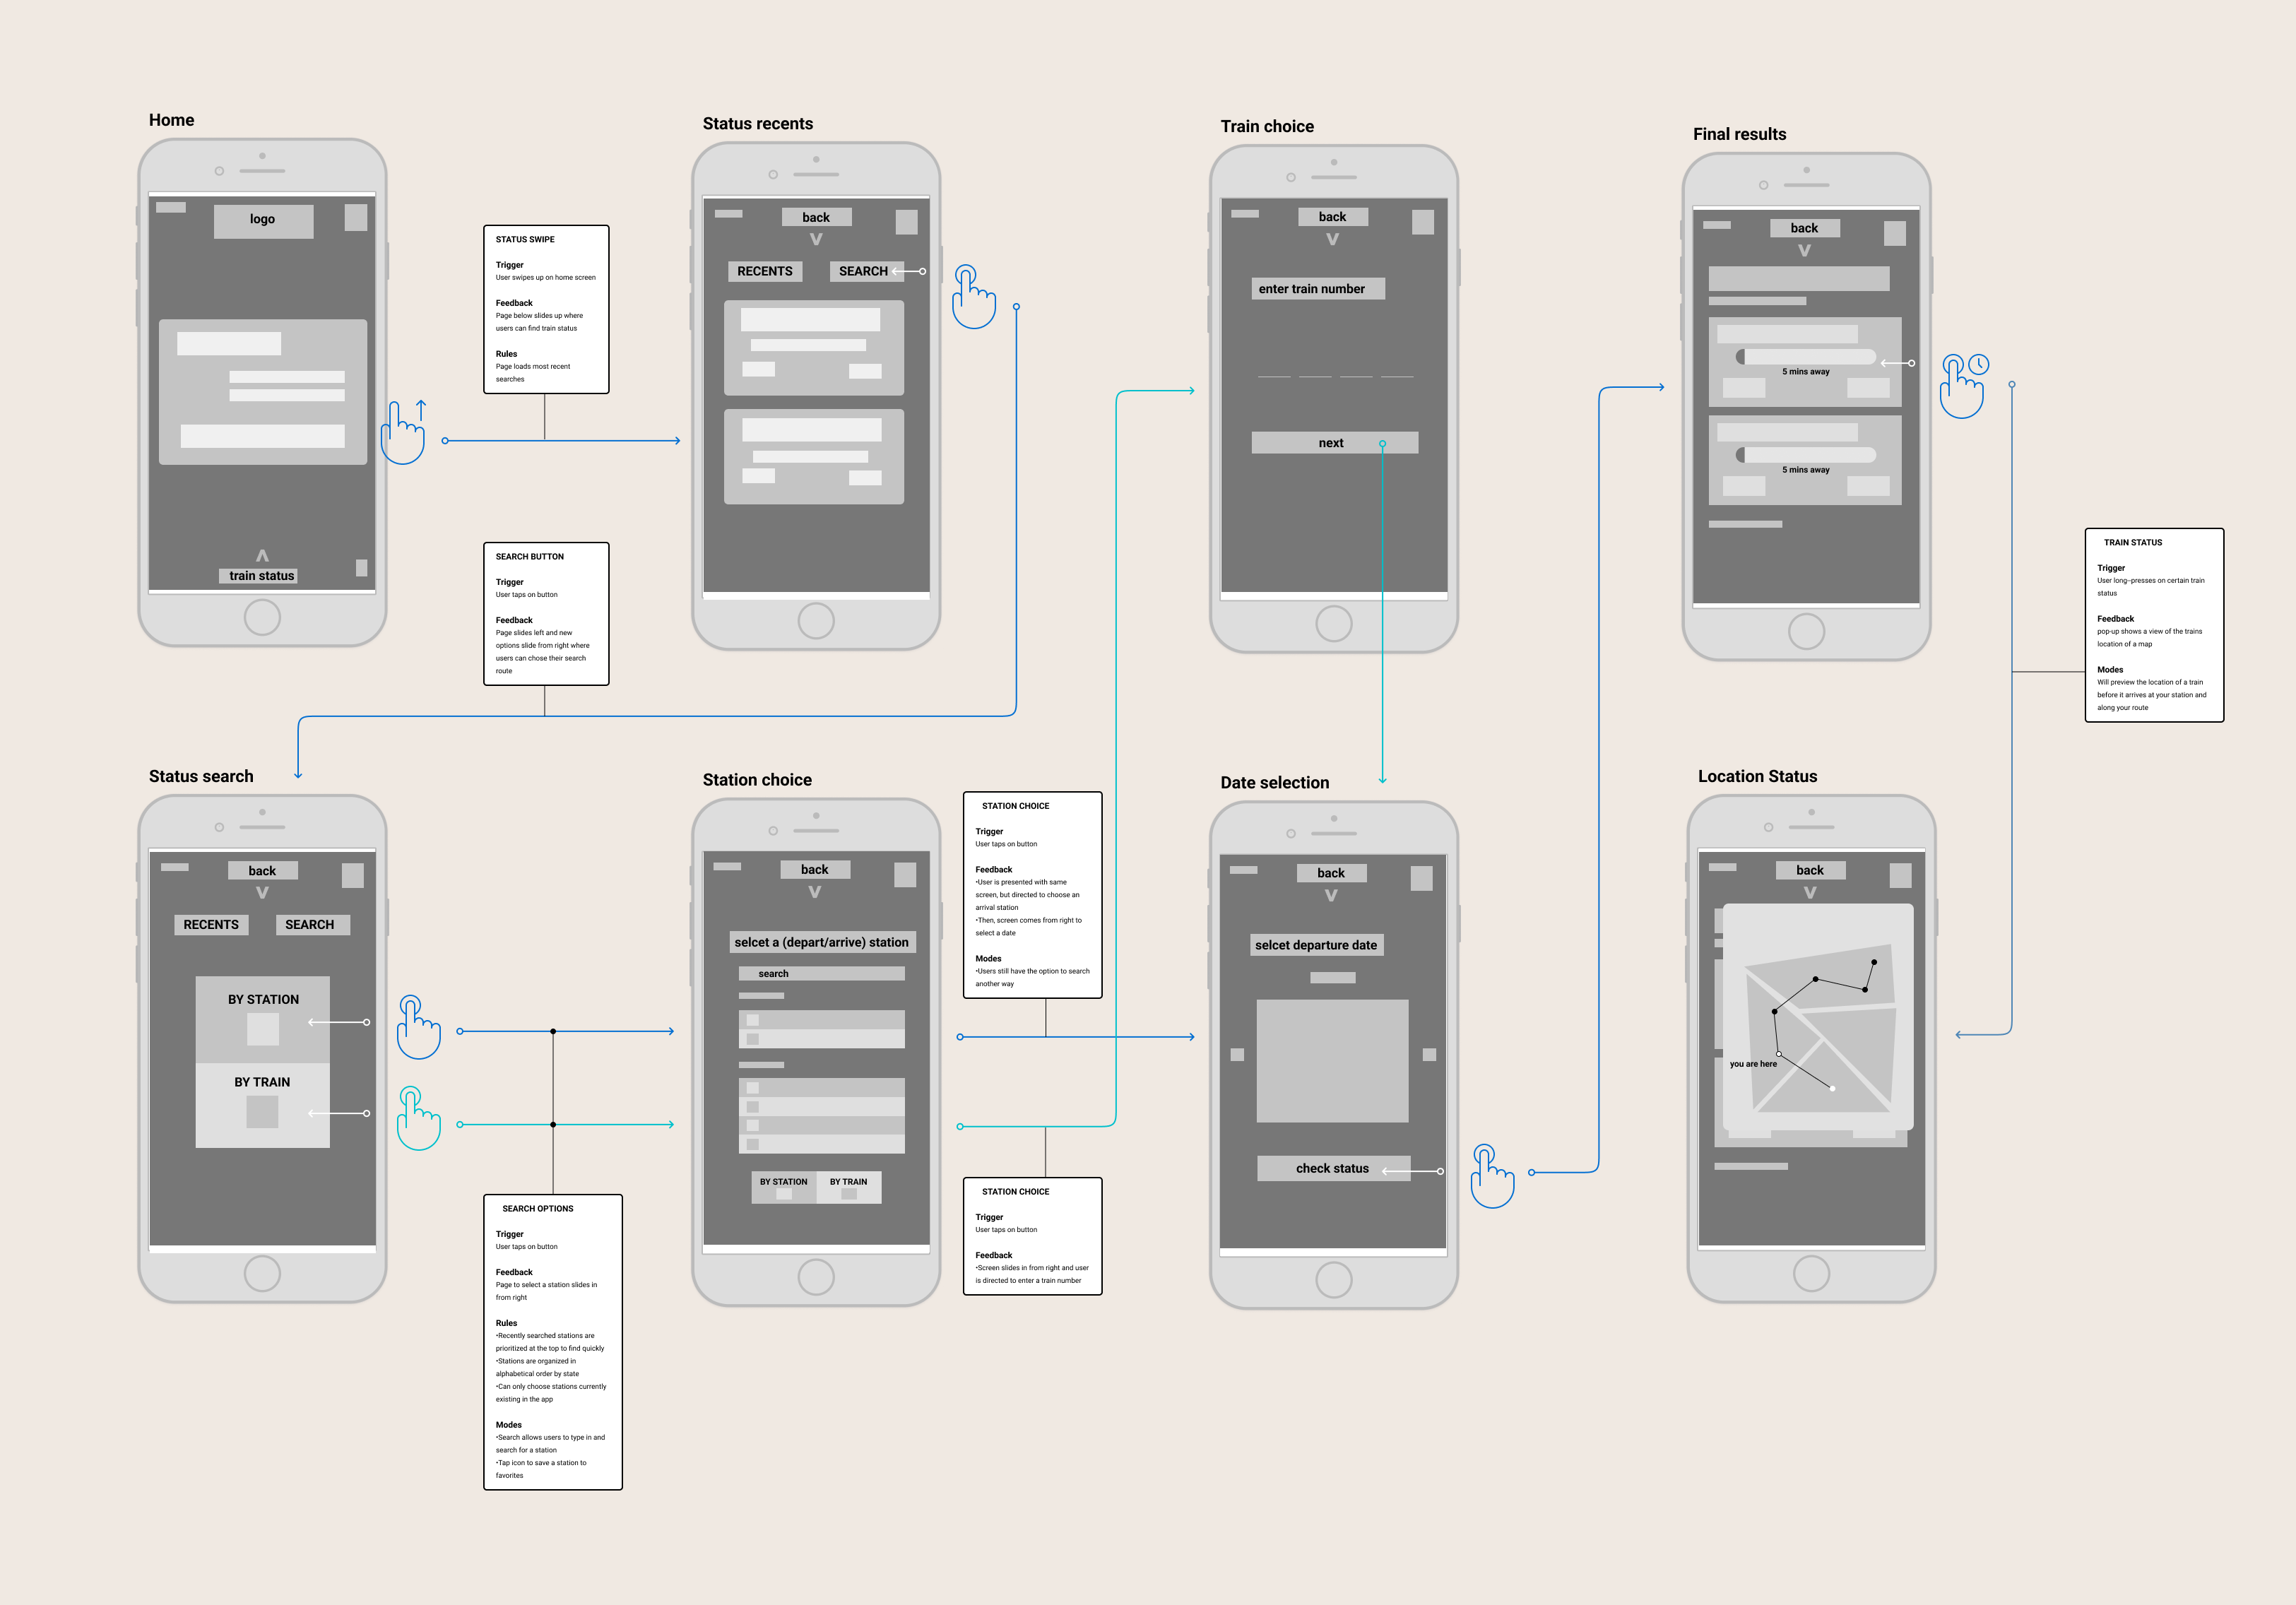 Home
logo
train status
STATUS SWIPE
Trigger
User swipes up on home screen
Feedback
Page below slides up where
users can find train status
Rules
Page loads most recent
searches
Status recents
back
RECENTS
SEARCH
SEARCH BUTTON
Trigger
User taps on button
Feedback
Page slides left and new
options slide from right where
users can chose their search
route
Train choice
back
enter train number
next
Final results
back
5 mins away
5 mins away
TRAIN STATUS
Trigger
User long-presses on certain train
status
Feedback
pop-up shows a view of the trains
location of a map
Modes
Will preview the location of a train
before it arrives at your station and
along your route
Status search
back
RECENTS
SEARCH
BY STATION
BY TRAIN
SEARCH OPTIONS
Trigger
User taps on button
Feedback
Page to select a station slides in
from right
Rules
•Recently searched stations are
prioritized at the top to find quickly
•Stations are organized in
alphabetical order by state
•Can only choose stations currently
existing in the app
Modes
•Search allows users to type in and
search for a station
•Tap icon to save a station to
favorites
Station choice
back
selcet a (depart/arrive) station
search
BY STATION
BY TRAIN
STATION CHOICE
Trigger
User taps on button
Feedback
•User is presented with same
screen, but directed to choose an
arrival station
•Then, screen comes from right to
select a date
Modes
•Users still have the option to search
another way
STATION CHOICE
Trigger
User taps on button
Feedback
•Screen slides in from right and user
is directed to enter a train number
Date selection
back
selcet departure date
check status
Location Status
back
you are here